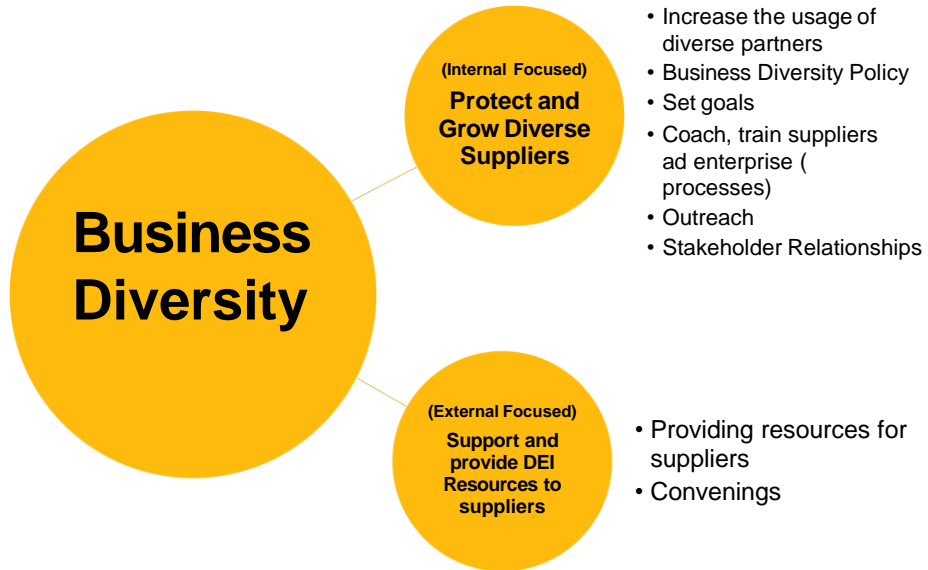 Business
Diversity
(Internal Focused)
Protect and
Grow Diverse
Suppliers
• Increase the usage of
diverse partners
• Business Diversity Policy
• Set goals
• Coach, train suppliers
ad enterprise (
processes)
• Outreach
• Stakeholder Relationships
(External Focused)
Support and
provide DEI
Resources to
suppliers
• Providing resources for
suppliers
• Convenings